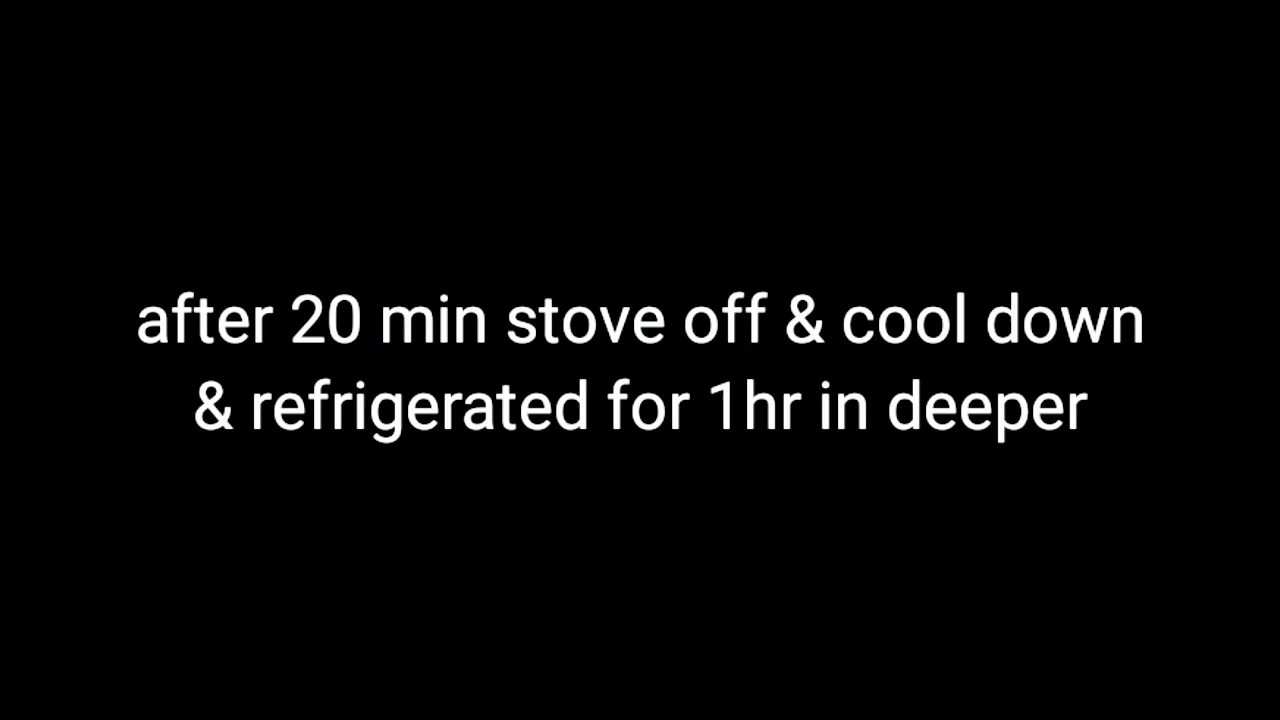 after 20 min stove off & cool down
& refrigerated for 1hr in deeper